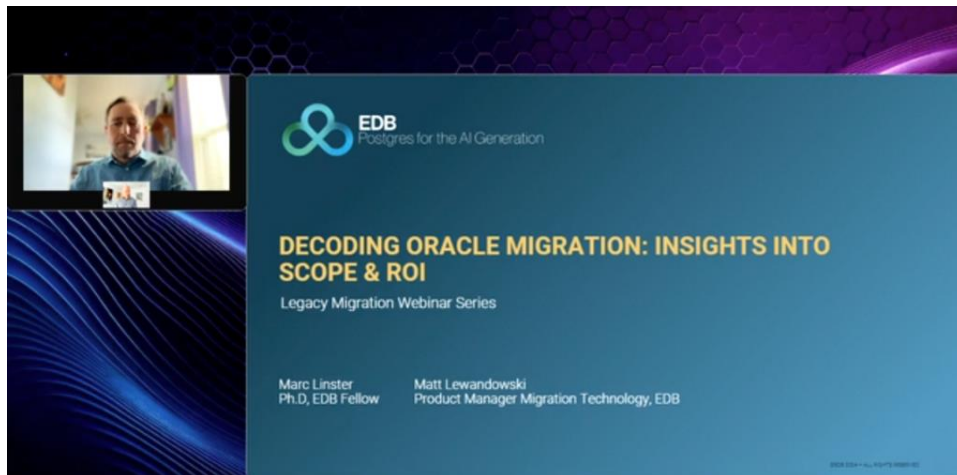 EDB
Postgres for the AI Generation
DECODING ORACLE MIGRATION: INSIGHTS INTO
SCOPE & ROI
Legacy Migration Webinar Series
Marc Linster
Ph.D, EDB Fellow
Matt Lewandowski
Product Manager Migration Technology, EDB